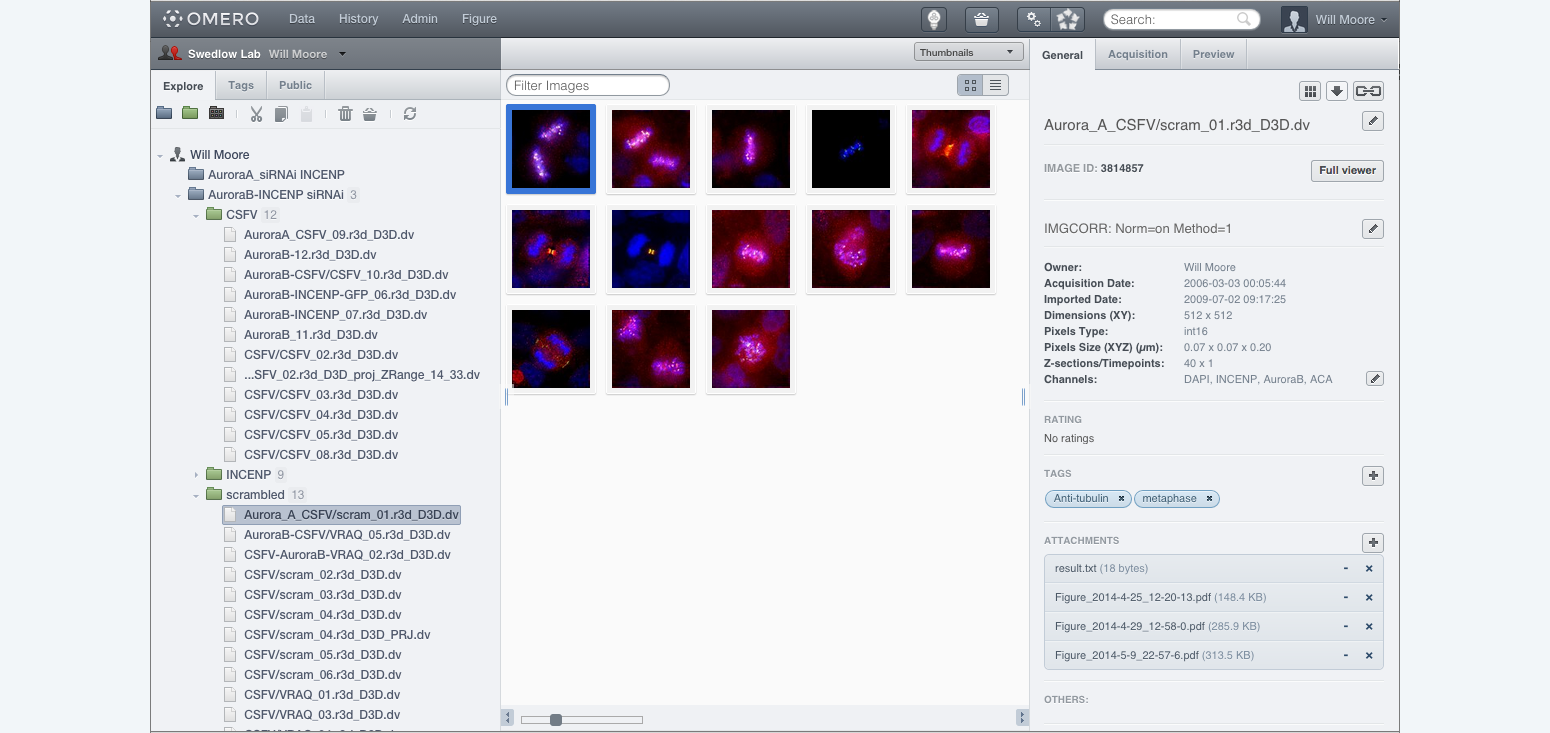 OMERO Data History Admin Figure Search: Will Moore
Swedlow Lab Will Moore
Thumbnails
General Acquisition Preview
Explore Tags Public
Filter Images
Will Moore
AuroraA_siRNAi INCENP
AuroraB-INCENP siRNAi 3
CSFV 12
AuroraA_CSFV_09.r3d_D3D.dv
AuroraB-12.r3d_D3D.dv
AuroraB-CSFV/CSFV_10.r3d_D3D.dv
AuroraB-INCENP-GFP_06.r3d_D3D.dv
AuroraB-INCENP_07.r3d_D3D.dv
AuroraB_11.r3d_D3D.dv
CSFV/CSFV_02.r3d_D3D.dv
...SFV_02.r3d_D3D_proj_ZRange_14_33.dv
CSFV/CSFV_03.r3d_D3D.dv
CSFV/CSFV_04.r3d_D3D.dv
CSFV/CSFV_05.r3d_D3D.dv
CSFV/CSFV_08.r3d_D3D.dv
INCENP 9
scrambled 13
Aurora_A_CSFV/scram_01.r3d_D3D.dv
AuroraB-CSFV/VRAQ_05.r3d_D3D.dv
CSFV-AuroraB-VRAQ_02.r3d_D3D.dv
CSFV/scram_02.r3d_D3D.dv
CSFV/scram_03.r3d_D3D.dv
CSFV/scram_04.r3d_D3D.dv
CSFV/scram_04.r3d_D3D_PRJ.dv
CSFV/scram_05.r3d_D3D.dv
CSFV/scram_06.r3d_D3D.dv
CSFV/VRAQ_01.r3d_D3D.dv
CSFV/VRAQ_03.r3d_D3D.dv
Aurora_A_CSFV/scram_01.r3d_D3D.dv
IMAGE ID: 3814857 Full viewer
IMGCORR: Norm=on Method=1
Owner: Will Moore
Acquisition Date: 2006-03-03 00:05:44
Imported Date: 2009-07-02 09:17:25
Dimensions (XY): 512 x 512
Pixels Type: int16
Pixels Size (XYZ) (µm): 0.07 x 0.07 x 0.20
Z-sections/Timepoints: 40 x 1
Channels: DAPI, INCENP, AuroraB, ACA
RATING
No ratings
TAGS
Anti-tubulin metaphase
ATTACHMENTS
result.txt (18 bytes)
Figure_2014-4-25_12-20-13.pdf (148.4 KB)
Figure_2014-4-29_12-58-0.pdf (285.9 KB)
Figure_2014-5-9_22-57-6.pdf (313.5 KB)
OTHERS: